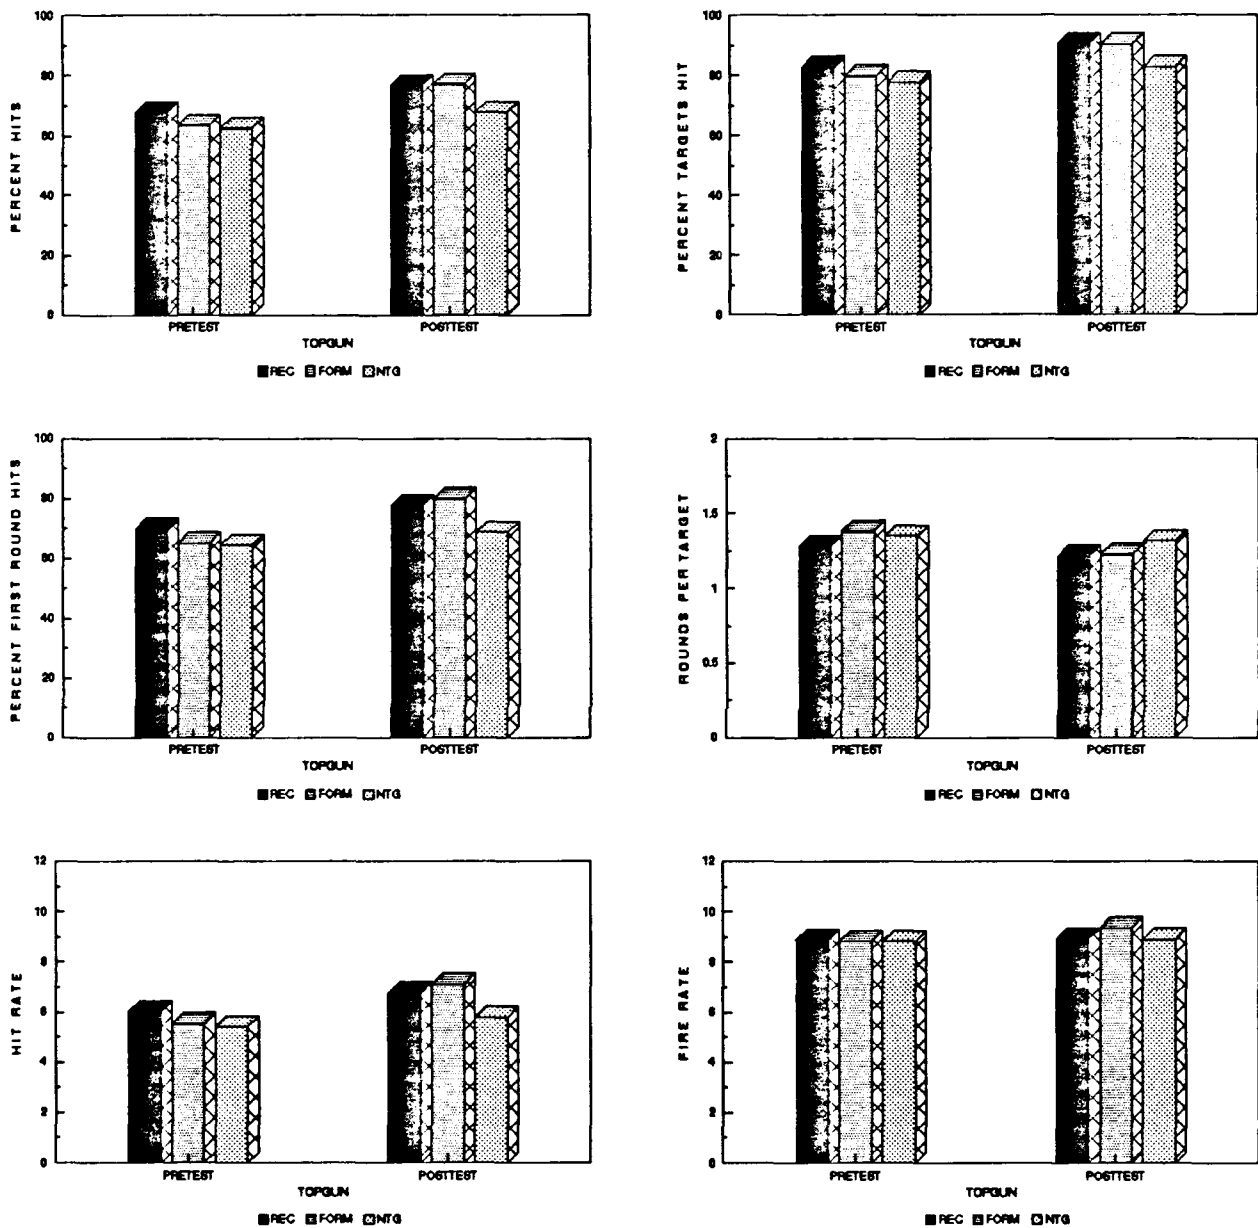 PERCENT HITS
100
80
60
40
20
0
PRETEST POSTTEST
TOPGUN
REC FORM NTG
PERCENT TARGETS HIT
100
80
60
40
20
0
PRETEST POSTTEST
TOPGUN
REC FORM NTG
PERCENT FIRST ROUND HITS
100
80
60
40
20
0
PRETEST POSTTEST
TOPGUN
REC FORM NTG
ROUNDS PER TARGET
2
1.5
1
0.5
0
PRETEST POSTTEST
TOPGUN
REC FORM NTG
HIT RATE
12
10
8
6
4
2
0
PRETEST POSTTEST
TOPGUN
REC FORM NTG
FIRE RATE
12
10
8
6
4
2
0
PRETEST POSTTEST
TOPGUN
REC FORM NTG